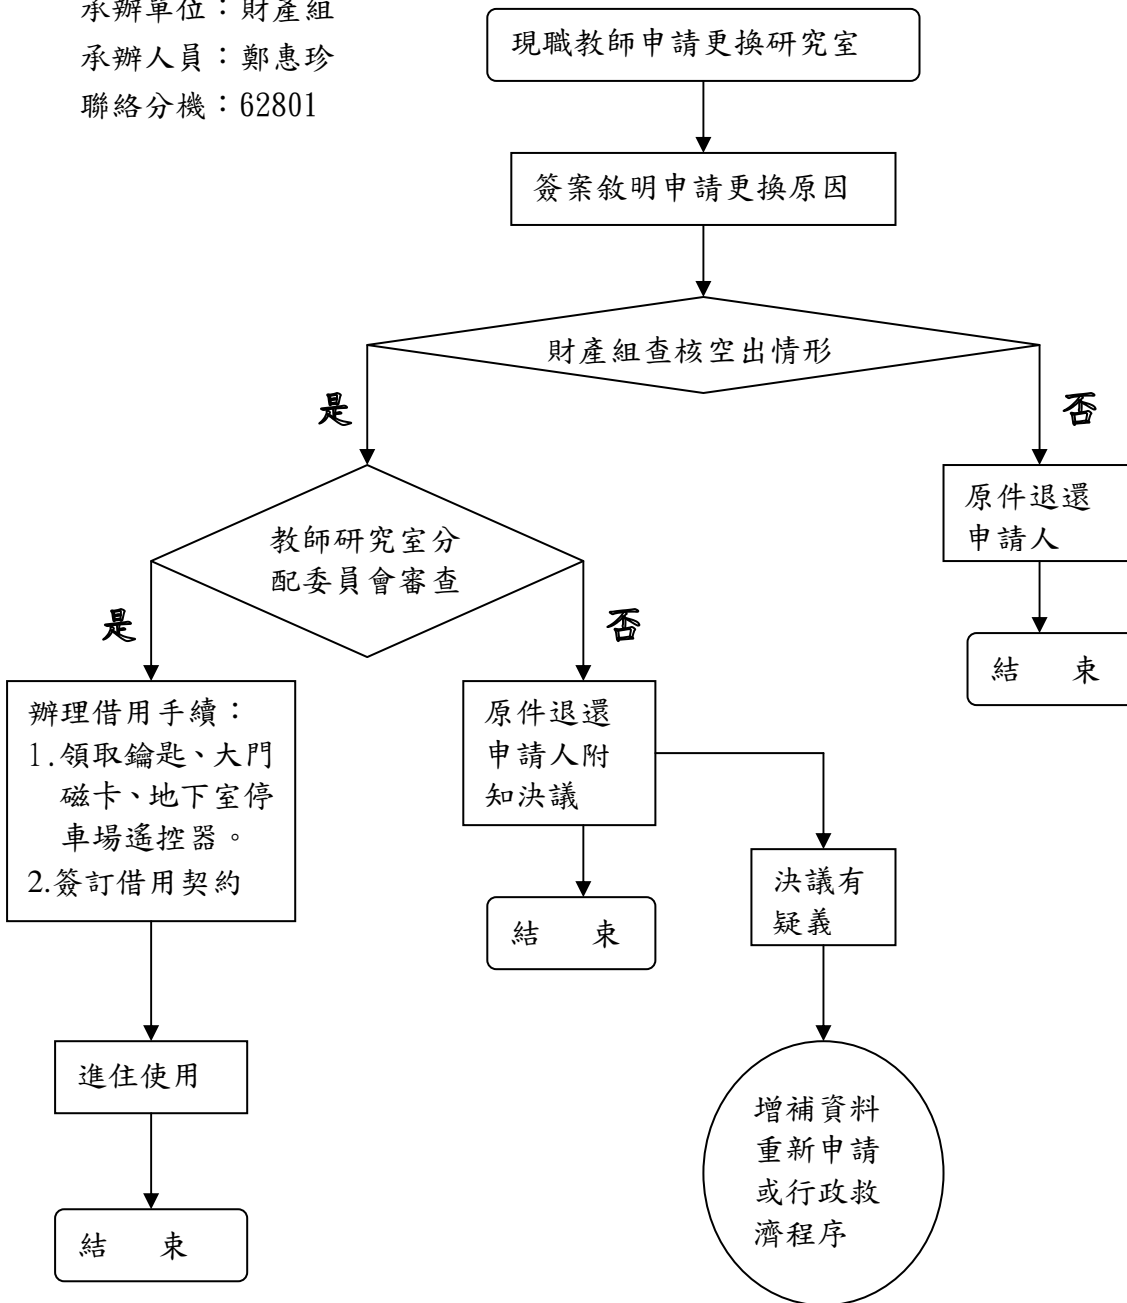 承辦單位：財產組
承辦人員：鄭惠珍
聯絡分機：62801
現職教師申請更換研究室
簽案敘明申請更換原因
財產組查核空出情形
是
否
原件退還
申請人
結　束
教師研究室分
配委員會審查
是
否
辦理借用手續：
1.領取鑰匙、大門
磁卡、地下室停
車場遙控器。
2.簽訂借用契約
原件退還
申請人附
知決議
結　束
決議有
疑義
進住使用
結　束
增補資料
重新申請
或行政救
濟程序